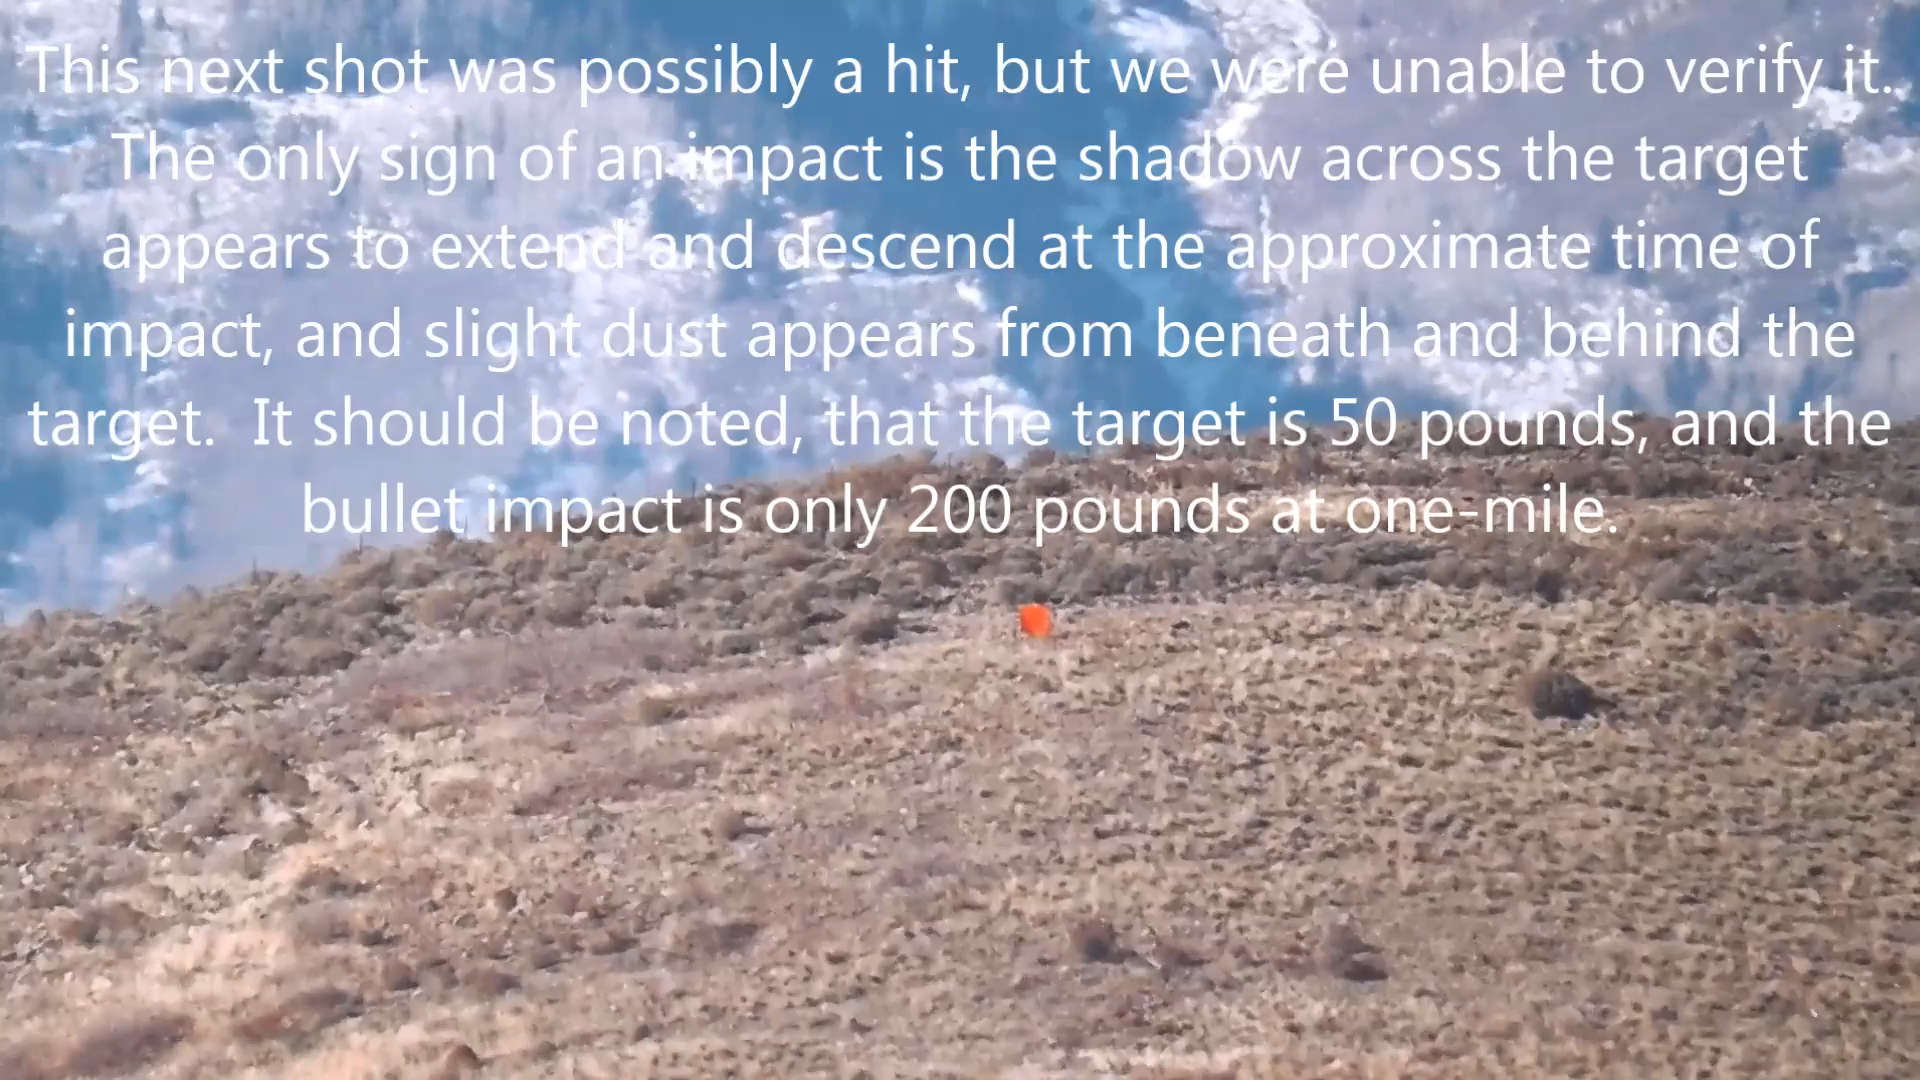 This next shot was possibly a hit, but we were unable to verify it.
The only sign of an impact is the shadow across the target
appears to extend and descend at the approximate time of
impact, and slight dust appears from beneath and behind the
target.  It should be noted, that the target is 50 pounds, and the
bullet impact is only 200 pounds at one-mile.